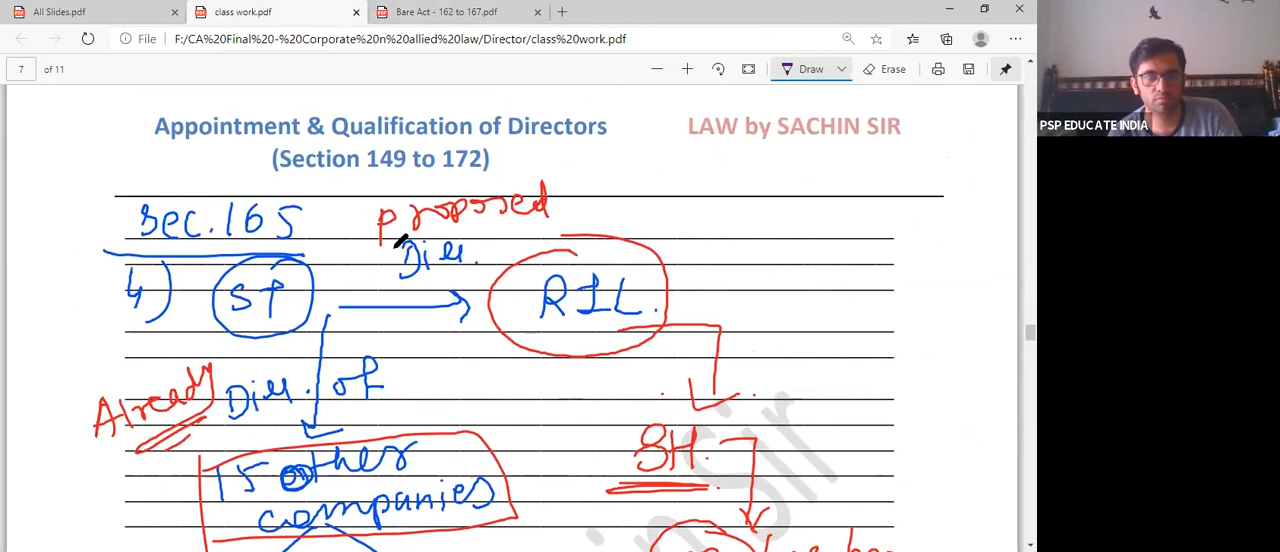 All Slides.pdf
class work.pdf
Bare Act - 162 to 167.pdf
File
F:/CA%20Final%20-%20Corporate%20n%20allied%20law/Director/class%20work.pdf
7
of 11
Draw
Erase
PSP EDUCATE INDIA
Appointment & Qualification of Directors
(Section 149 to 172)
LAW by SACHIN SIR
Sec. 165
proposed
Dir.
4)
ST
RIL.
Already
Dir. of
SH.
15 other
companies
Sir